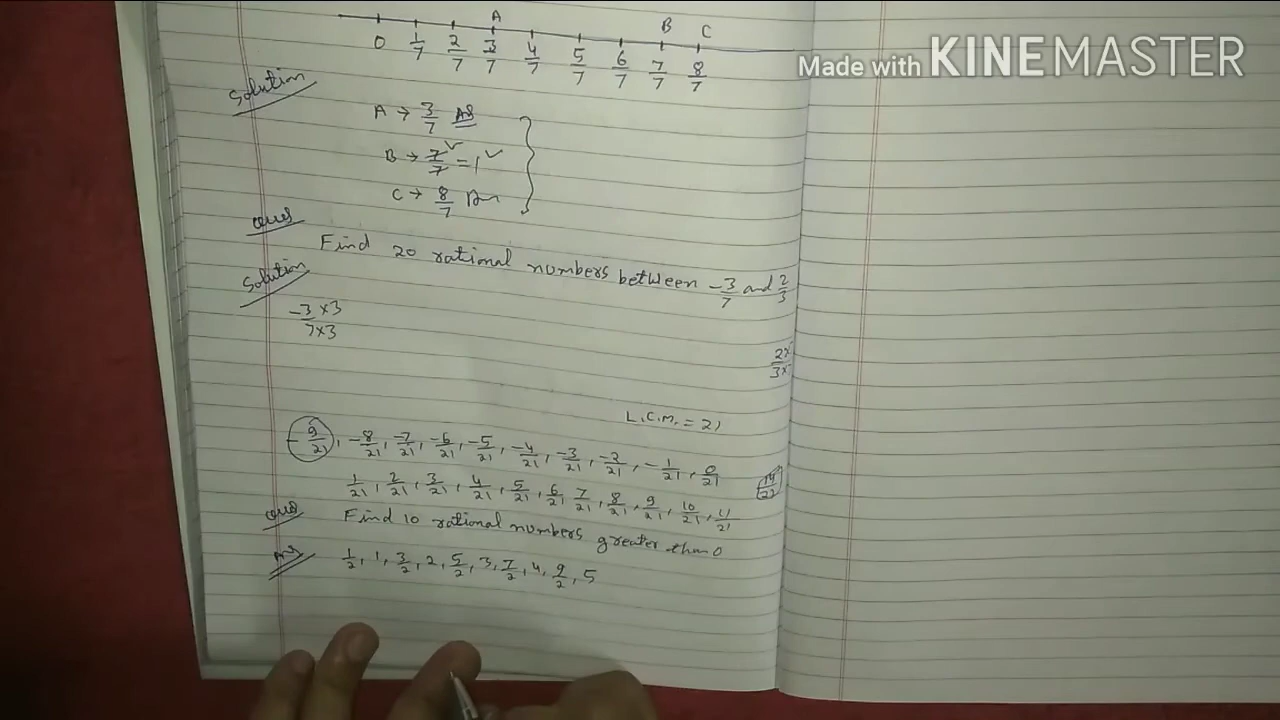 Made with KINEMASTER
A B C
0 1/7 2/7 3/7 4/7 5/7 6/7 7/7 8/7
Solution
A → 3/7 As
B → 7/7 = 1
C → 8/7 An
Ques
Find 20 rational numbers between -3/7 and 2/3
Solution
-3×3/7×3
2×/3×
L.C.M. = 21
-9/21, -8/21, -7/21, -6/21, -5/21, -4/21, -3/21, -2/21, -1/21, 0/21
1/21, 2/21, 3/21, 4/21, 5/21, 6/21, 7/21, 8/21, 9/21, 10/21, 11/21
Ques Find 10 rational numbers greater than 0
Ans 1/2, 1, 3/2, 2, 5/2, 3, 7/2, 4, 9/2, 5